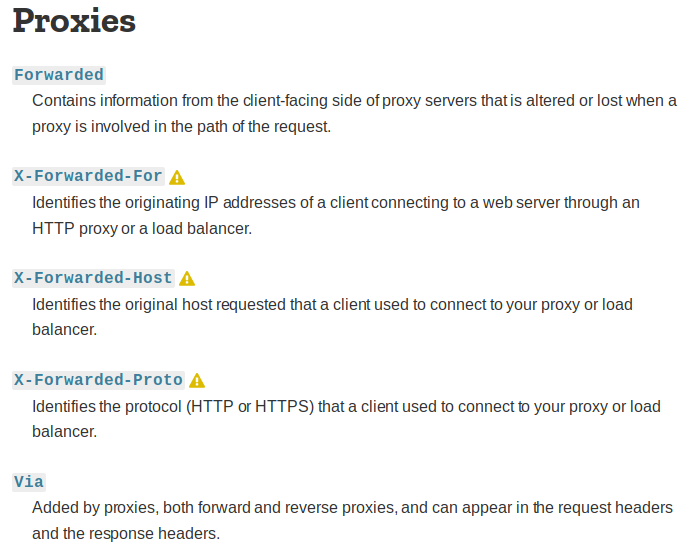 Proxies
Forwarded
Contains information from the client-facing side of proxy servers that is altered or lost when a
proxy is involved in the path of the request.
X-Forwarded-For
Identifies the originating IP addresses of a client connecting to a web server through an
HTTP proxy or a load balancer.
X-Forwarded-Host
Identifies the original host requested that a client used to connect to your proxy or load
balancer.
X-Forwarded-Proto
Identifies the protocol (HTTP or HTTPS) that a client used to connect to your proxy or load
balancer.
Via
Added by proxies, both forward and reverse proxies, and can appear in the request headers
and the response headers.